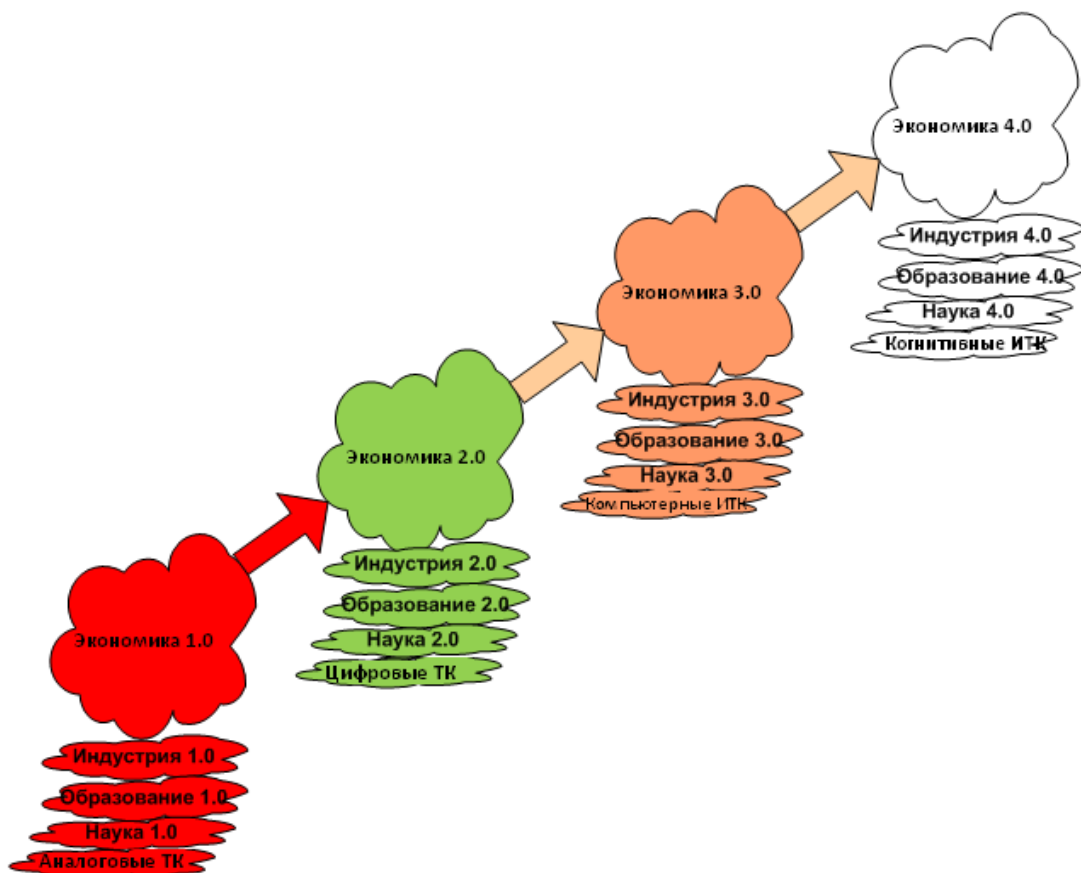 Экономика 4.0
Индустрия 4.0
Образование 4.0
Наука 4.0
Когнитивные ИТК
Экономика 3.0
Индустрия 3.0
Образование 3.0
Наука 3.0
Компьютерные ИТК
Экономика 2.0
Индустрия 2.0
Образование 2.0
Наука 2.0
Цифровые ТК
Экономика 1.0
Индустрия 1.0
Образование 1.0
Наука 1.0
Аналоговые ТК